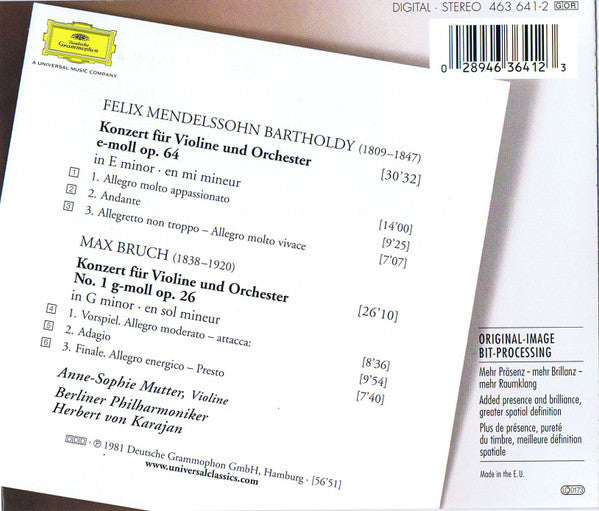 DIGITAL · STEREO 463 641-2 GOR
Deutsche
Grammophon
A UNIVERSAL MUSIC COMPANY
0 28946 36412 3
FELIX MENDELSSOHN BARTHOLDY (1809–1847)
Konzert für Violine und Orchester
e-moll op. 64 [30'32]
in E minor · en mi mineur
1 1. Allegro molto appassionato [14'00]
2 2. Andante [9'25]
3 3. Allegretto non troppo – Allegro molto vivace [7'07]
MAX BRUCH (1838–1920)
Konzert für Violine und Orchester
No. 1 g-moll op. 26 [26'10]
in G minor · en sol mineur
4 1. Vorspiel. Allegro moderato – attacca: [8'36]
5 2. Adagio [9'54]
6 3. Finale. Allegro energico – Presto [7'40]
Anne-Sophie Mutter, Violine
Berliner Philharmoniker
Herbert von Karajan
DDD · ℗ 1981 Deutsche Grammophon GmbH, Hamburg · [56'51]
www.universalclassics.com
ORIGINAL-IMAGE
BIT-PROCESSING
Mehr Präsenz – mehr Brillanz –
mehr Raumklang
Added presence and brilliance,
greater spatial definition
Plus de présence, pureté
du timbre, meilleure définition
spatiale
Made in the E.U.